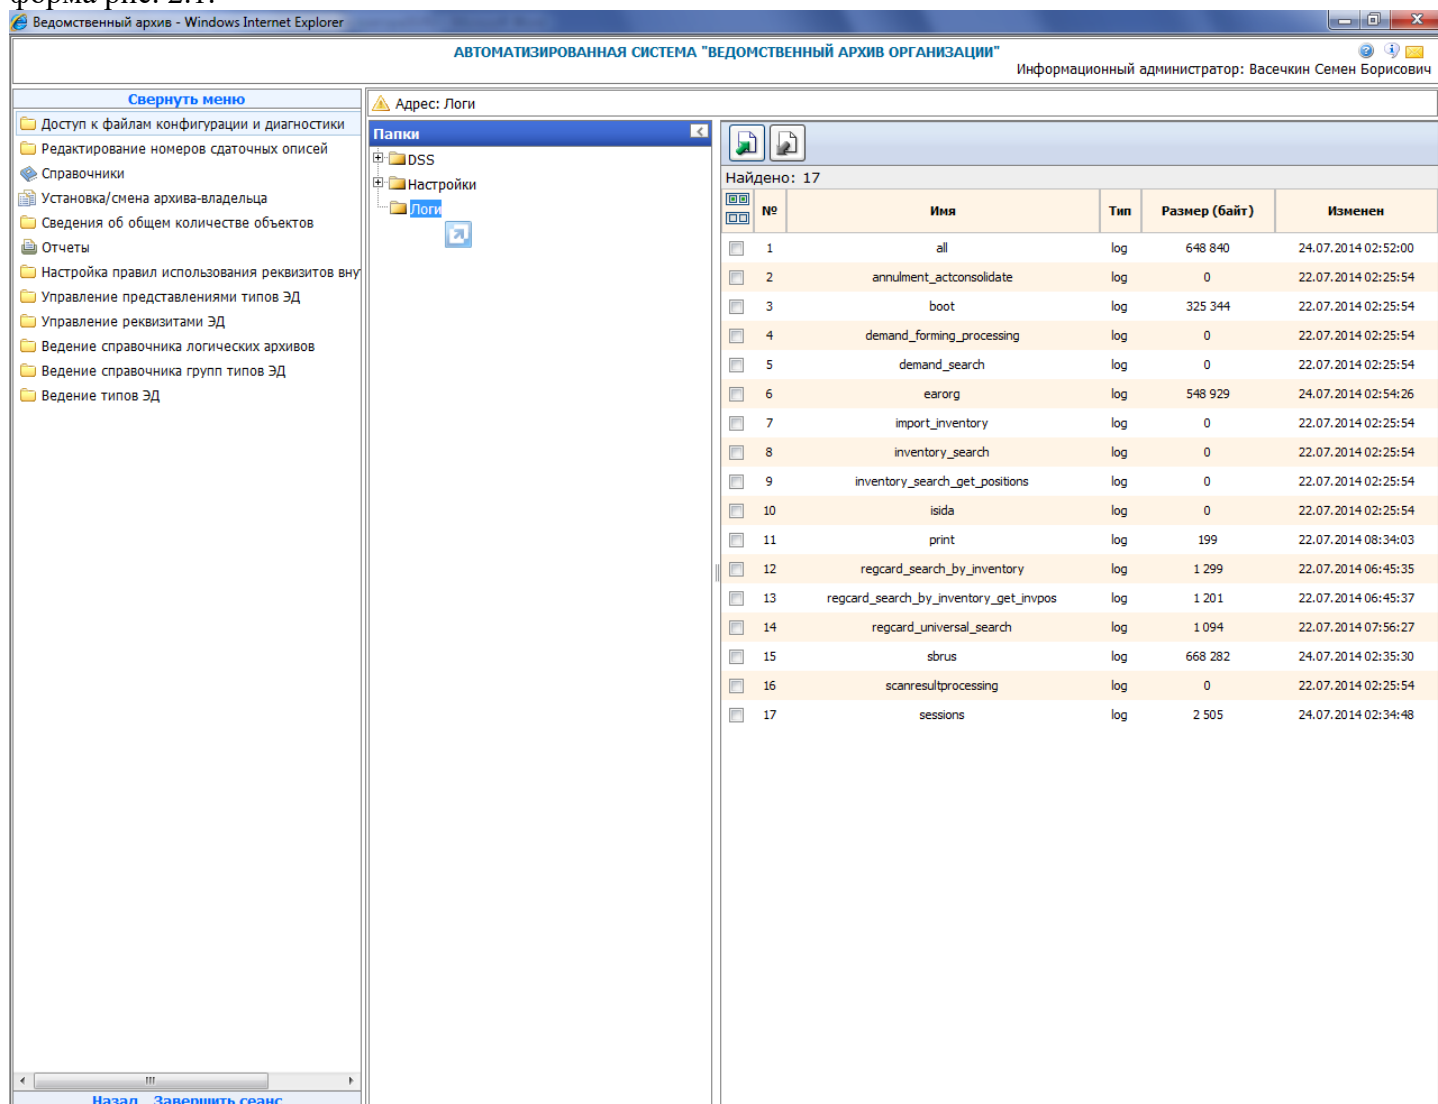 форма рис. 2.1.
Ведомственный архив - Windows Internet Explorer
АВТОМАТИЗИРОВАННАЯ СИСТЕМА "ВЕДОМСТВЕННЫЙ АРХИВ ОРГАНИЗАЦИИ"
Информационный администратор: Васечкин Семен Борисович
Свернуть меню
Доступ к файлам конфигурации и диагностики
Редактирование номеров сдаточных описей
Справочники
Установка/смена архива-владельца
Сведения об общем количестве объектов
Отчеты
Настройка правил использования реквизитов вну
Управление представлениями типов ЭД
Управление реквизитами ЭД
Ведение справочника логических архивов
Ведение справочника групп типов ЭД
Ведение типов ЭД
Назад Завершить сеанс
Адрес: Логи
Папки
DSS
Настройки
Логи
Найдено: 17
№ Имя Тип Размер (байт) Изменен
1 all log 648 840 24.07.2014 02:52:00
2 annulment_actconsolidate log 0 22.07.2014 02:25:54
3 boot log 325 344 22.07.2014 02:25:54
4 demand_forming_processing log 0 22.07.2014 02:25:54
5 demand_search log 0 22.07.2014 02:25:54
6 earorg log 548 929 24.07.2014 02:54:26
7 import_inventory log 0 22.07.2014 02:25:54
8 inventory_search log 0 22.07.2014 02:25:54
9 inventory_search_get_positions log 0 22.07.2014 02:25:54
10 isida log 0 22.07.2014 02:25:54
11 print log 199 22.07.2014 08:34:03
12 regcard_search_by_inventory log 1 299 22.07.2014 06:45:35
13 regcard_search_by_inventory_get_invpos log 1 201 22.07.2014 06:45:37
14 regcard_universal_search log 1 094 22.07.2014 07:56:27
15 sbrus log 668 282 24.07.2014 02:35:30
16 scanresultprocessing log 0 22.07.2014 02:25:54
17 sessions log 2 505 24.07.2014 02:34:48